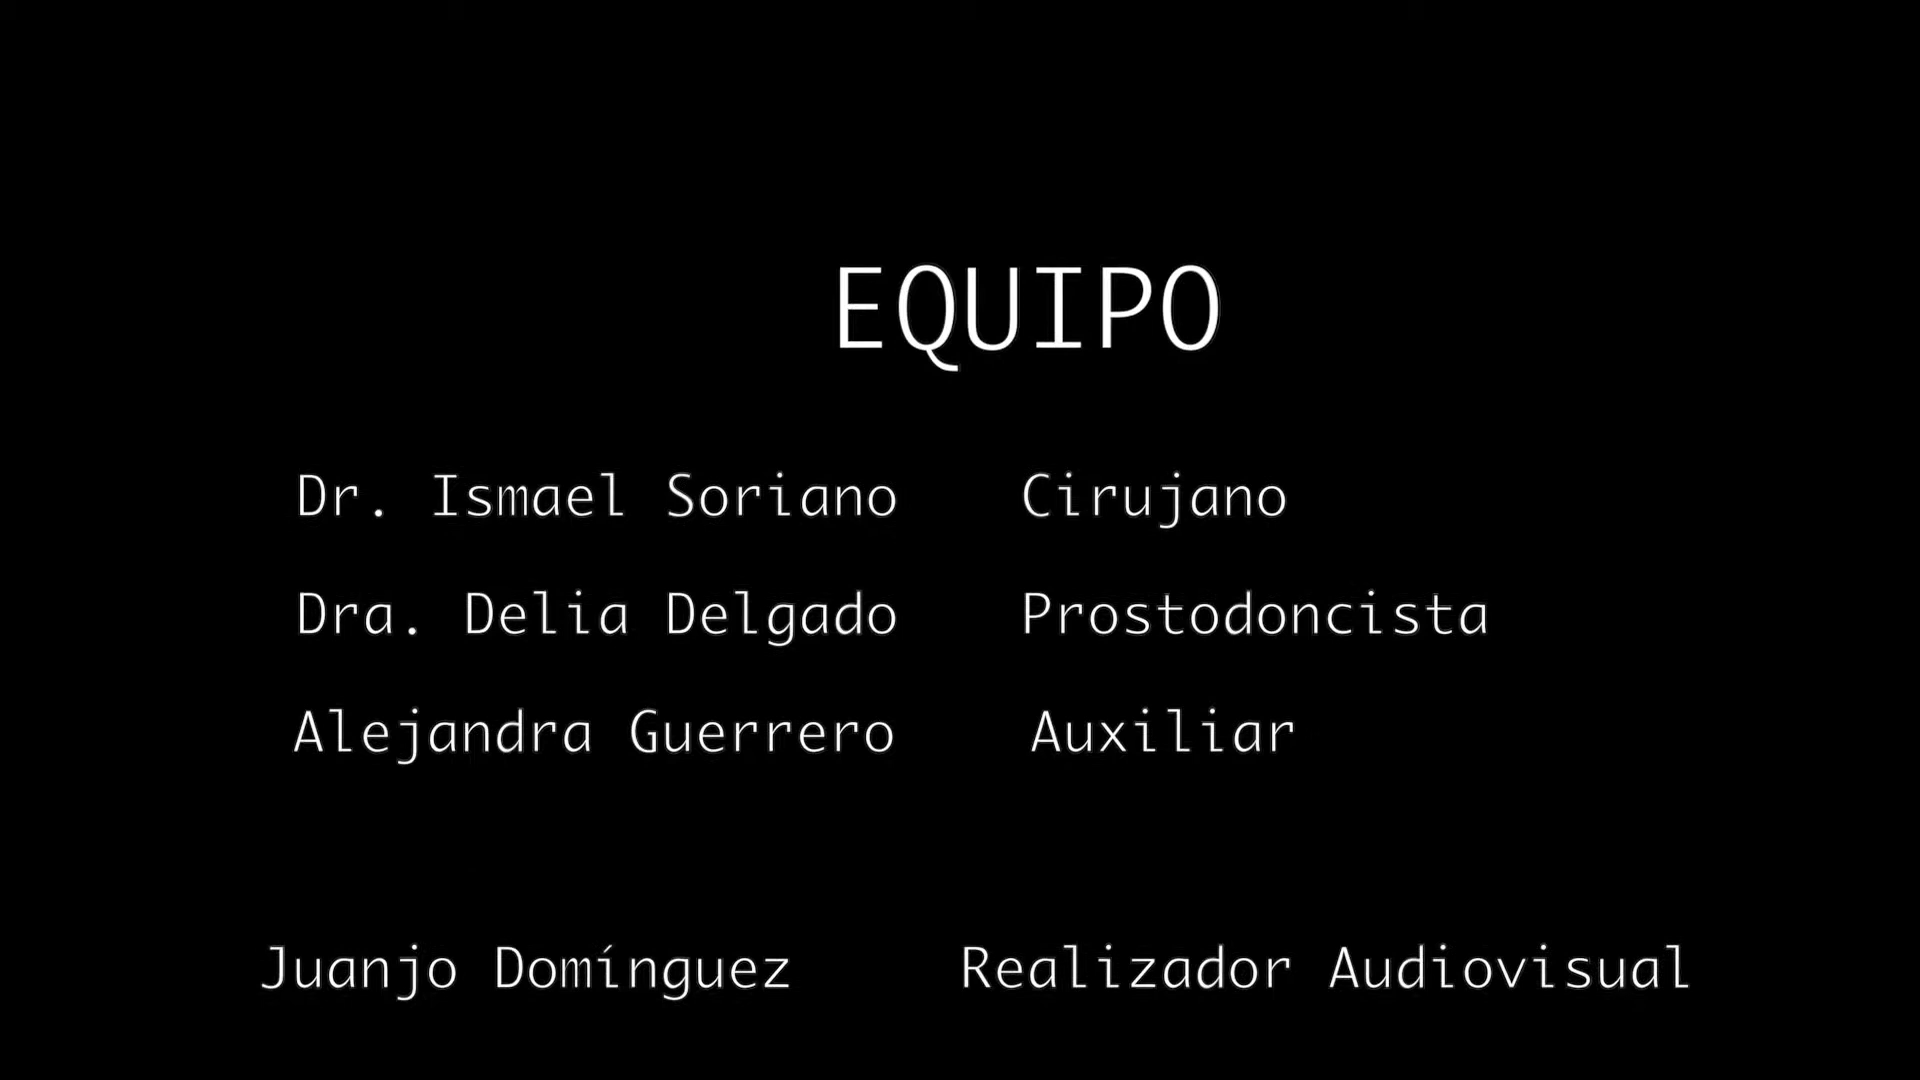 EQUIPO
Dr. Ismael Soriano Cirujano
Dra. Delia Delgado Prostodoncista
Alejandra Guerrero Auxiliar
Juanjo Domínguez Realizador Audiovisual